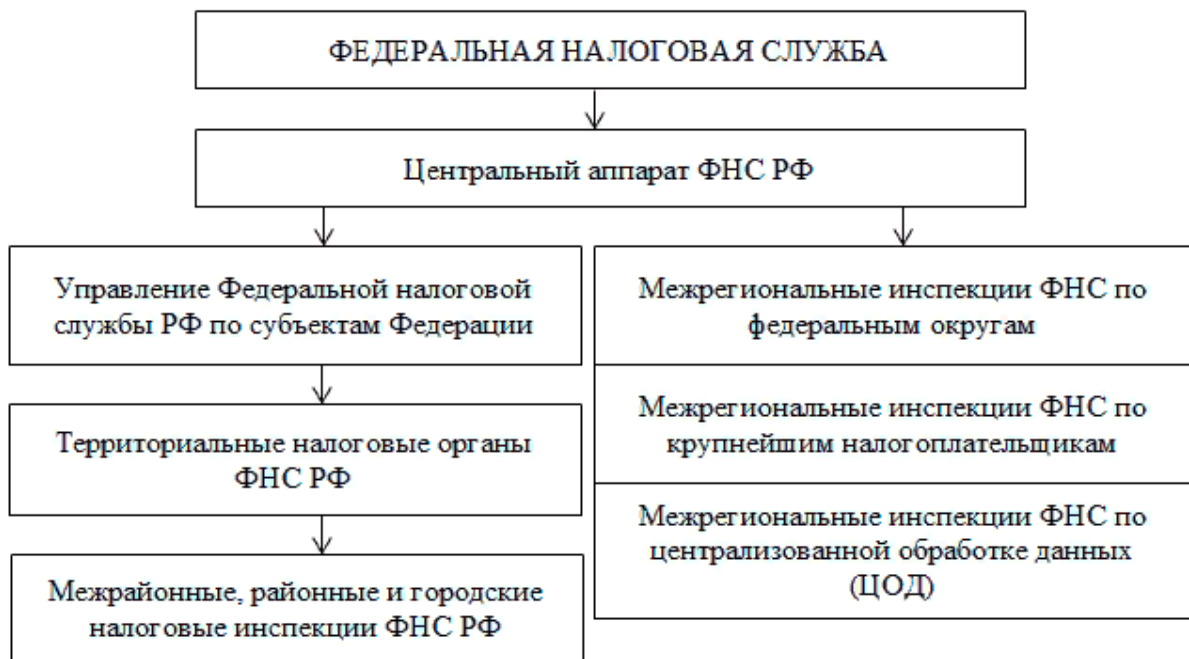 ФЕДЕРАЛЬНАЯ НАЛОГОВАЯ СЛУЖБА
Центральный аппарат ФНС РФ
Управление Федеральной налоговой
службы РФ по субъектам Федерации
Территориальные налоговые органы
ФНС РФ
Межрайонные, районные и городские
налоговые инспекции ФНС РФ
Межрегиональные инспекции ФНС по
федеральным округам
Межрегиональные инспекции ФНС по
крупнейшим налогоплательщикам
Межрегиональные инспекции ФНС по
централизованной обработке данных
(ЦОД)